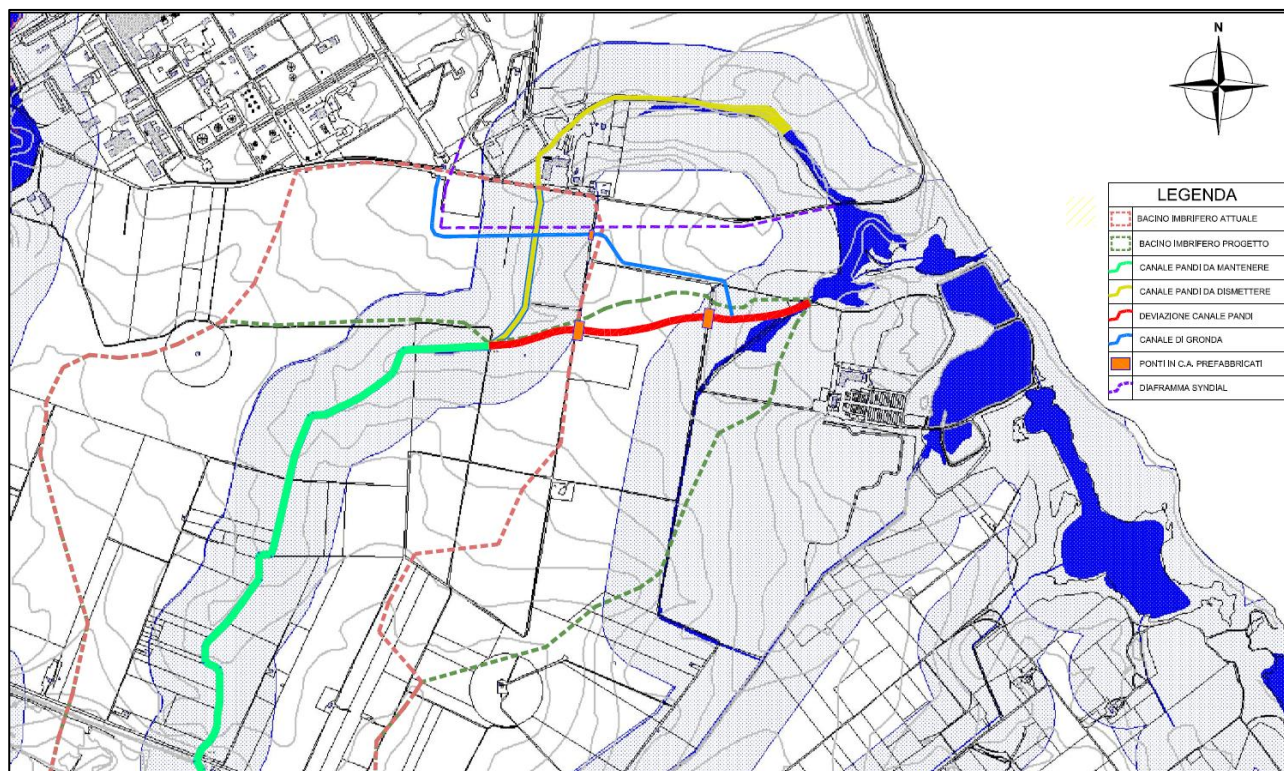 N
LEGENDA
BACINO IMBRIFERO ATTUALE
BACINO IMBRIFERO PROGETTO
CANALE PANDI DA MANTENERE
CANALE PANDI DA DISMETTERE
DEVIAZIONE CANALE PANDI
CANALE DI GRONDA
PONTI IN C.A. PREFABBRICATI
DIAFRAMMA SYNDIAL